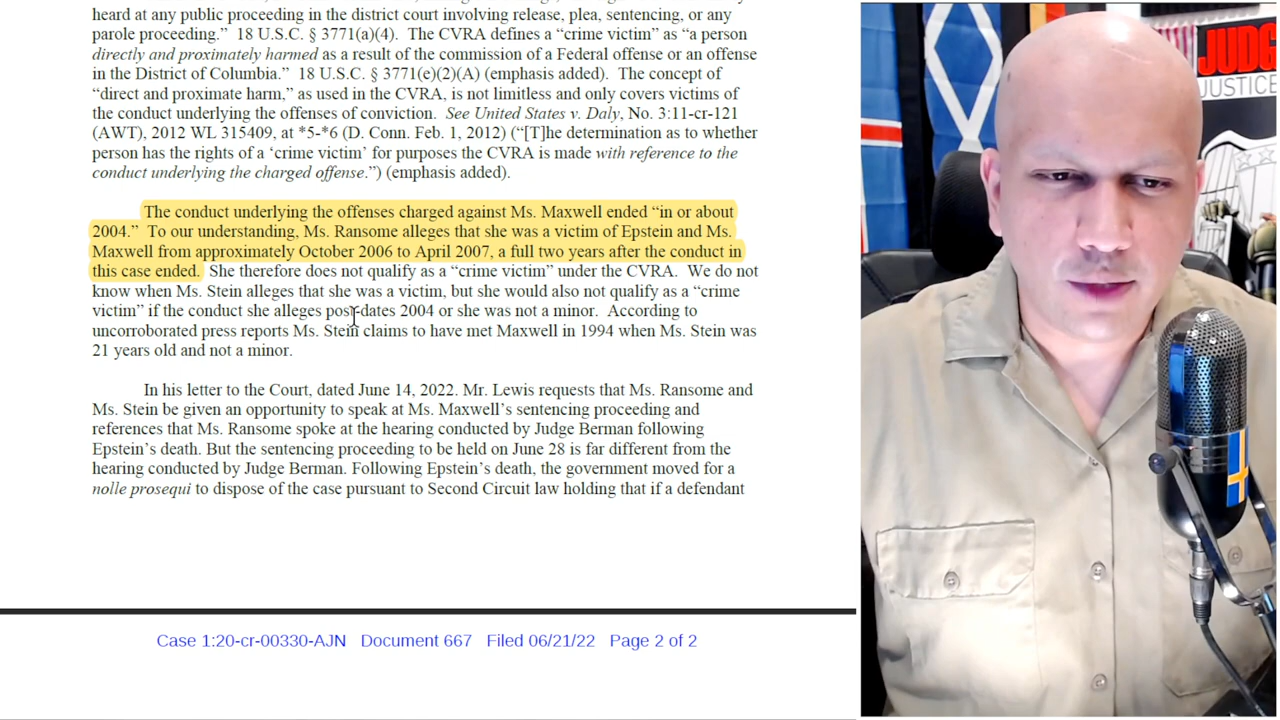 heard at any public proceeding in the district court involving release, plea, sentencing, or any
parole proceeding.” 18 U.S.C. § 3771(a)(4). The CVRA defines a “crime victim” as “a person
directly and proximately harmed as a result of the commission of a Federal offense or an offense
in the District of Columbia.” 18 U.S.C. § 3771(e)(2)(A) (emphasis added). The concept of
“direct and proximate harm,” as used in the CVRA, is not limitless and only covers victims of
the conduct underlying the offenses of conviction. See United States v. Daly, No. 3:11-cr-121
(AWT), 2012 WL 315409, at *5-*6 (D. Conn. Feb. 1, 2012) (“[T]he determination as to whether
person has the rights of a ‘crime victim’ for purposes the CVRA is made with reference to the
conduct underlying the charged offense.”) (emphasis added).
The conduct underlying the offenses charged against Ms. Maxwell ended “in or about
2004.” To our understanding, Ms. Ransome alleges that she was a victim of Epstein and Ms.
Maxwell from approximately October 2006 to April 2007, a full two years after the conduct in
this case ended. She therefore does not qualify as a “crime victim” under the CVRA. We do not
know when Ms. Stein alleges that she was a victim, but she would also not qualify as a “crime
victim” if the conduct she alleges post-dates 2004 or she was not a minor. According to
uncorroborated press reports Ms. Stein claims to have met Maxwell in 1994 when Ms. Stein was
21 years old and not a minor.
In his letter to the Court, dated June 14, 2022. Mr. Lewis requests that Ms. Ransome and
Ms. Stein be given an opportunity to speak at Ms. Maxwell’s sentencing proceeding and
references that Ms. Ransome spoke at the hearing conducted by Judge Berman following
Epstein’s death. But the sentencing proceeding to be held on June 28 is far different from the
hearing conducted by Judge Berman. Following Epstein’s death, the government moved for a
nolle prosequi to dispose of the case pursuant to Second Circuit law holding that if a defendant
Case 1:20-cr-00330-AJN Document 667 Filed 06/21/22 Page 2 of 2
JUDG
JUSTICE